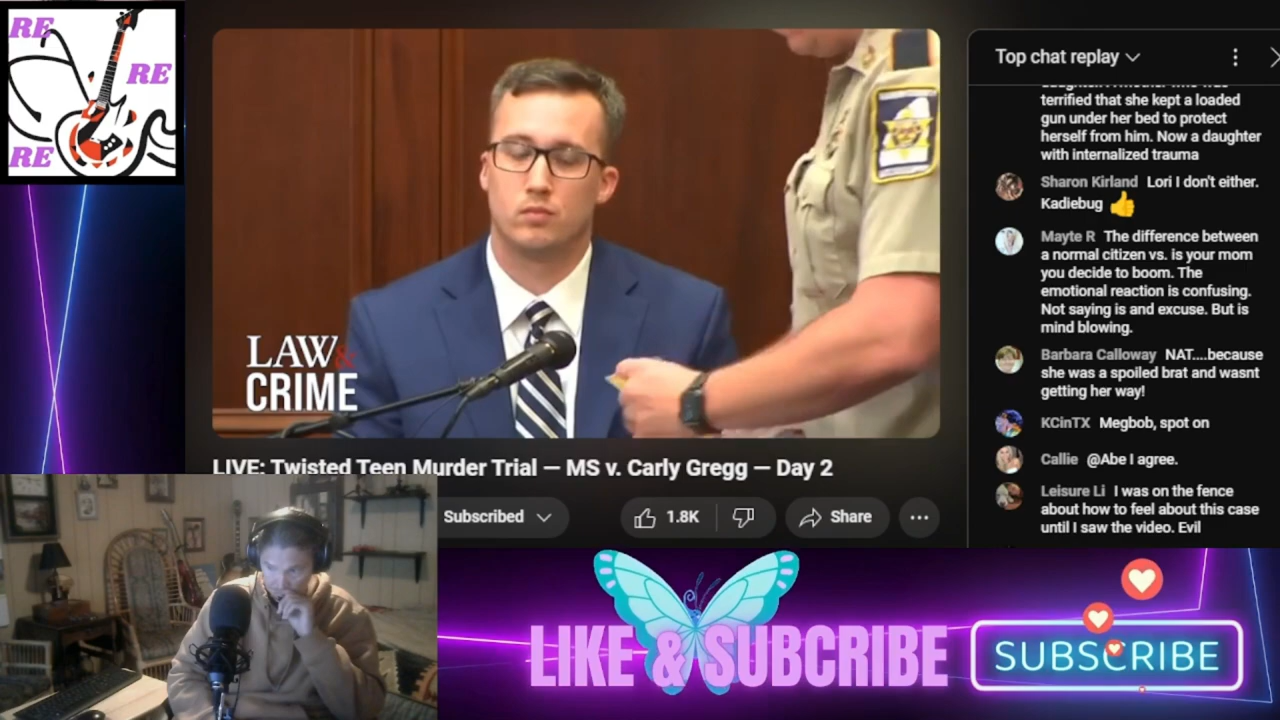 RE
RE
RE
LAW&
CRIME
LIVE: Twisted Teen Murder Trial — MS v. Carly Gregg — Day 2
Subscribed
1.8K
Share
Top chat replay
terrified that she kept a loaded
gun under her bed to protect
herself from him. Now a daughter
with internalized trauma
Sharon Kirland Lori I don't either.
Kadiebug 👍
Mayte R The difference between
a normal citizen vs. is your mom
you decide to boom. The
emotional reaction is confusing.
Not saying is and excuse. But is
mind blowing.
Barbara Calloway NAT....because
she was a spoiled brat and wasnt
getting her way!
KCinTX Megbob, spot on
Callie @Abe I agree.
Leisure Li I was on the fence
about how to feel about this case
until I saw the video. Evil
LIKE & SUBCRIBE
SUBSCRIBE